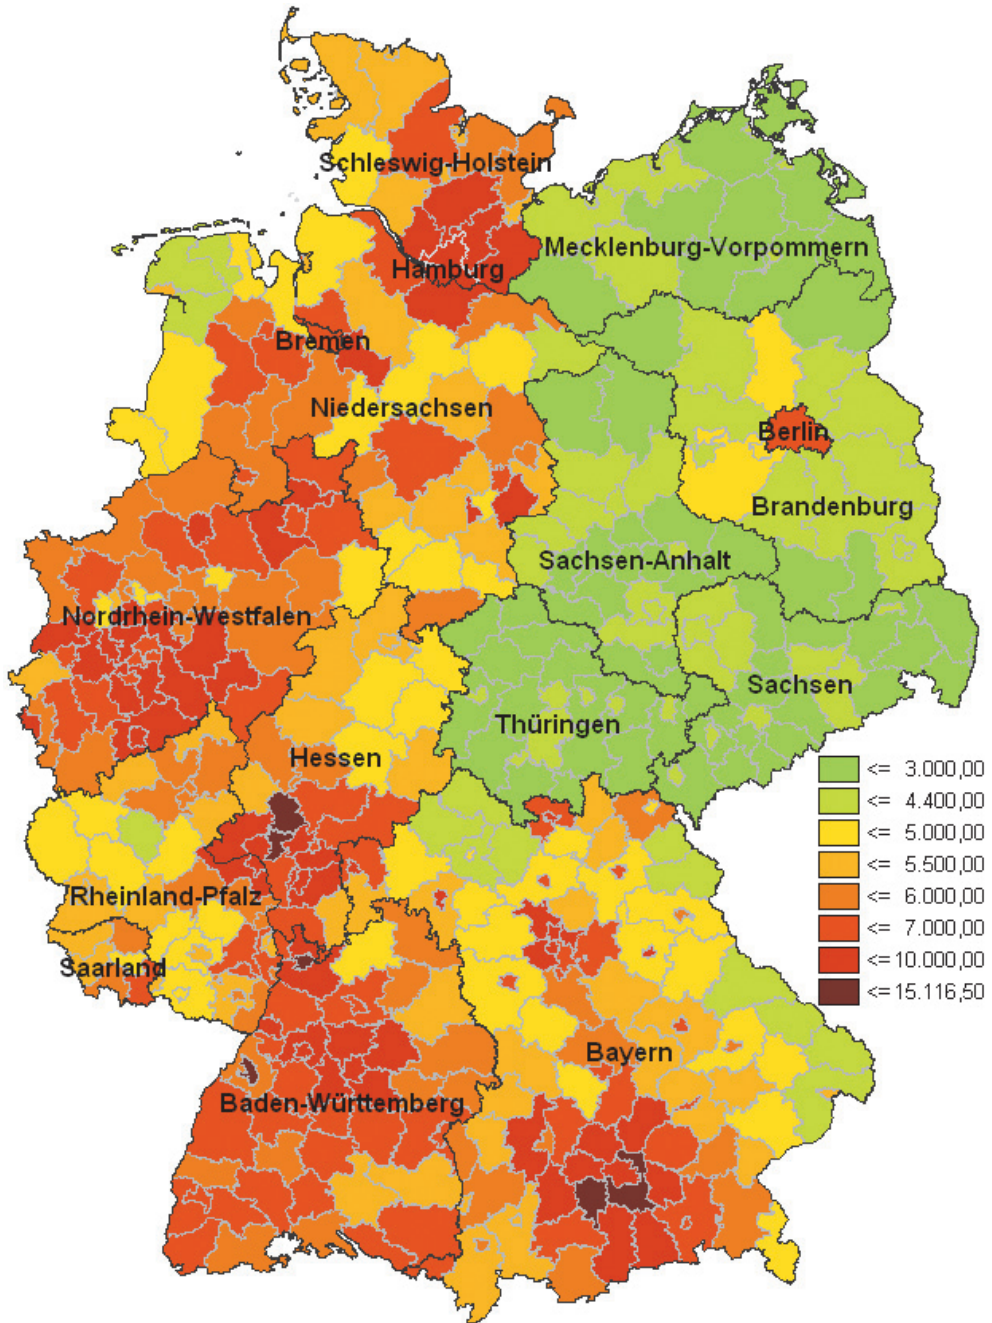 Schleswig-Holstein
Mecklenburg-Vorpommern
Hamburg
Bremen
Niedersachsen
Berlin
Brandenburg
Sachsen-Anhalt
Nordrhein-Westfalen
Sachsen
Thüringen
Hessen
<= 3.000,00
<= 4.400,00
<= 5.000,00
<= 5.500,00
<= 6.000,00
<= 7.000,00
<=10.000,00
<=15.116,50
Rheinland-Pfalz
Saarland
Bayern
Baden-Württemberg